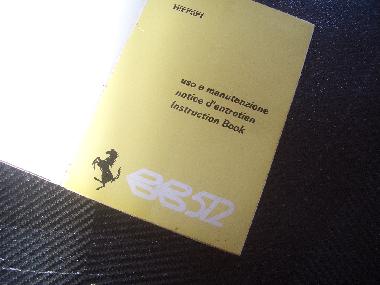 Ferrari
uso e manutenzione
notice d'entretien
Instruction Book
BB512